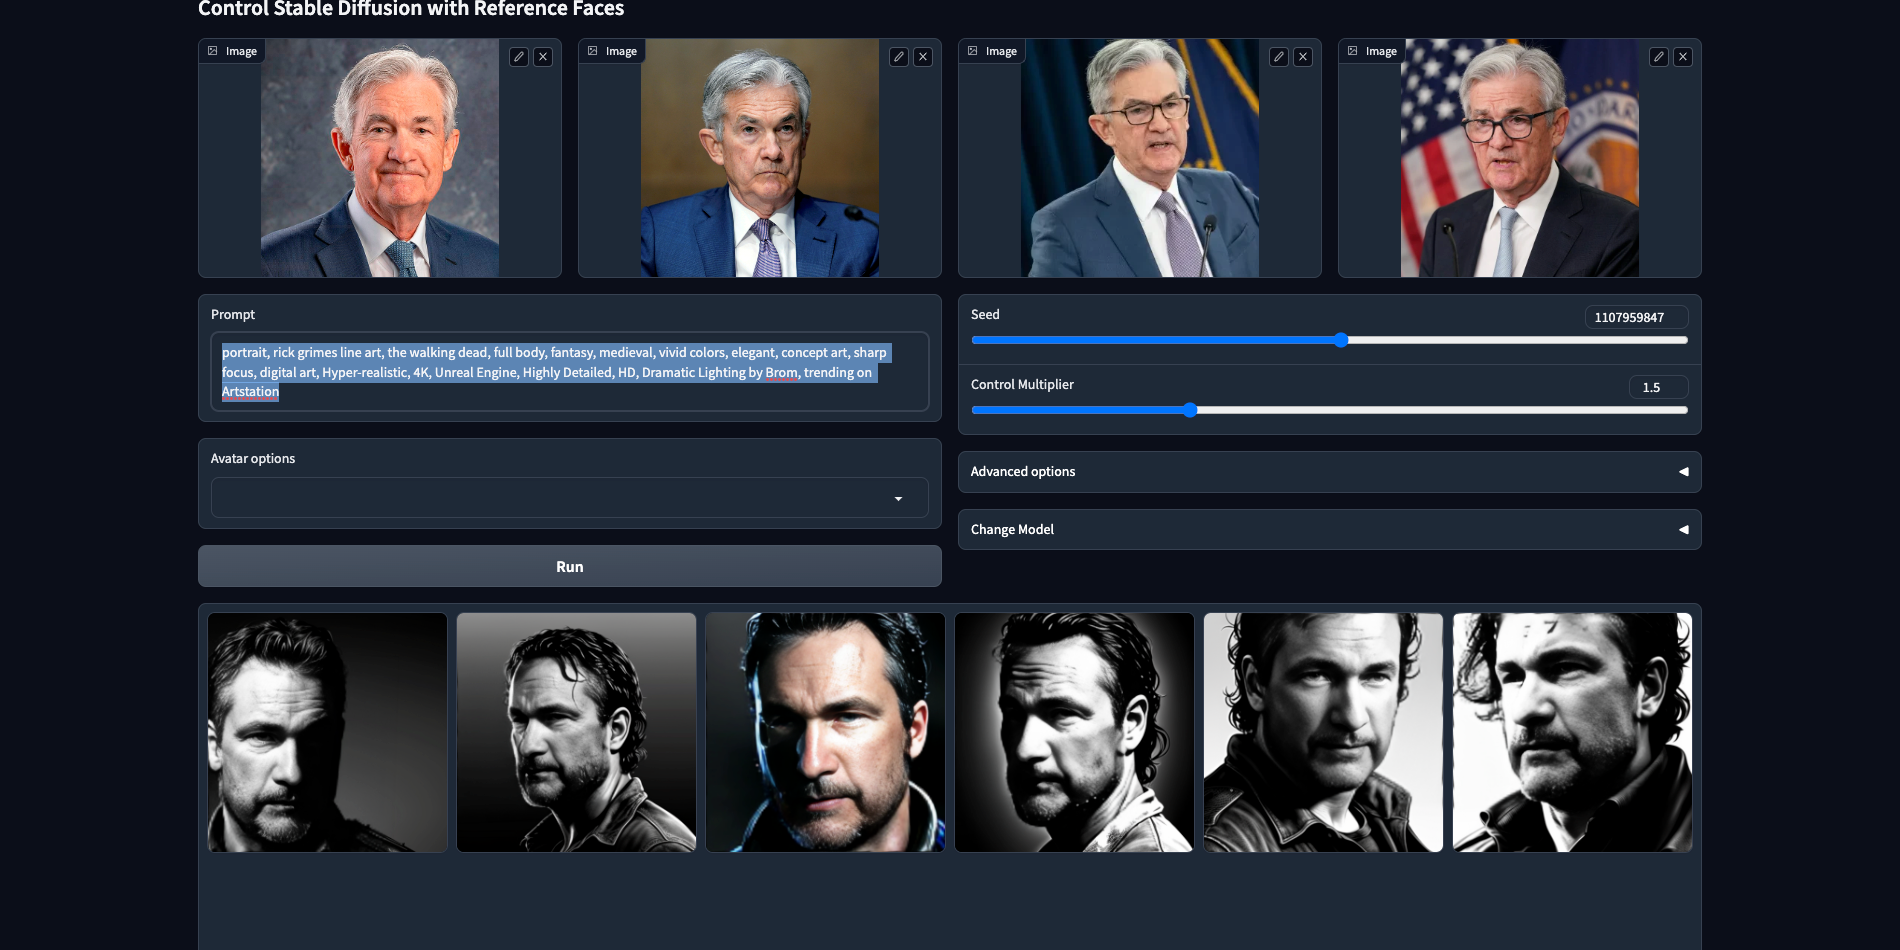 Control Stable Diffusion with Reference Faces
Image
Image
Image
Image
Prompt
portrait, rick grimes line art, the walking dead, full body, fantasy, medieval, vivid colors, elegant, concept art, sharp
focus, digital art, Hyper-realistic, 4K, Unreal Engine, Highly Detailed, HD, Dramatic Lighting by Brom, trending on
Artstation
Seed
1107959847
Control Multiplier
1.5
Avatar options
Advanced options
Change Model
Run